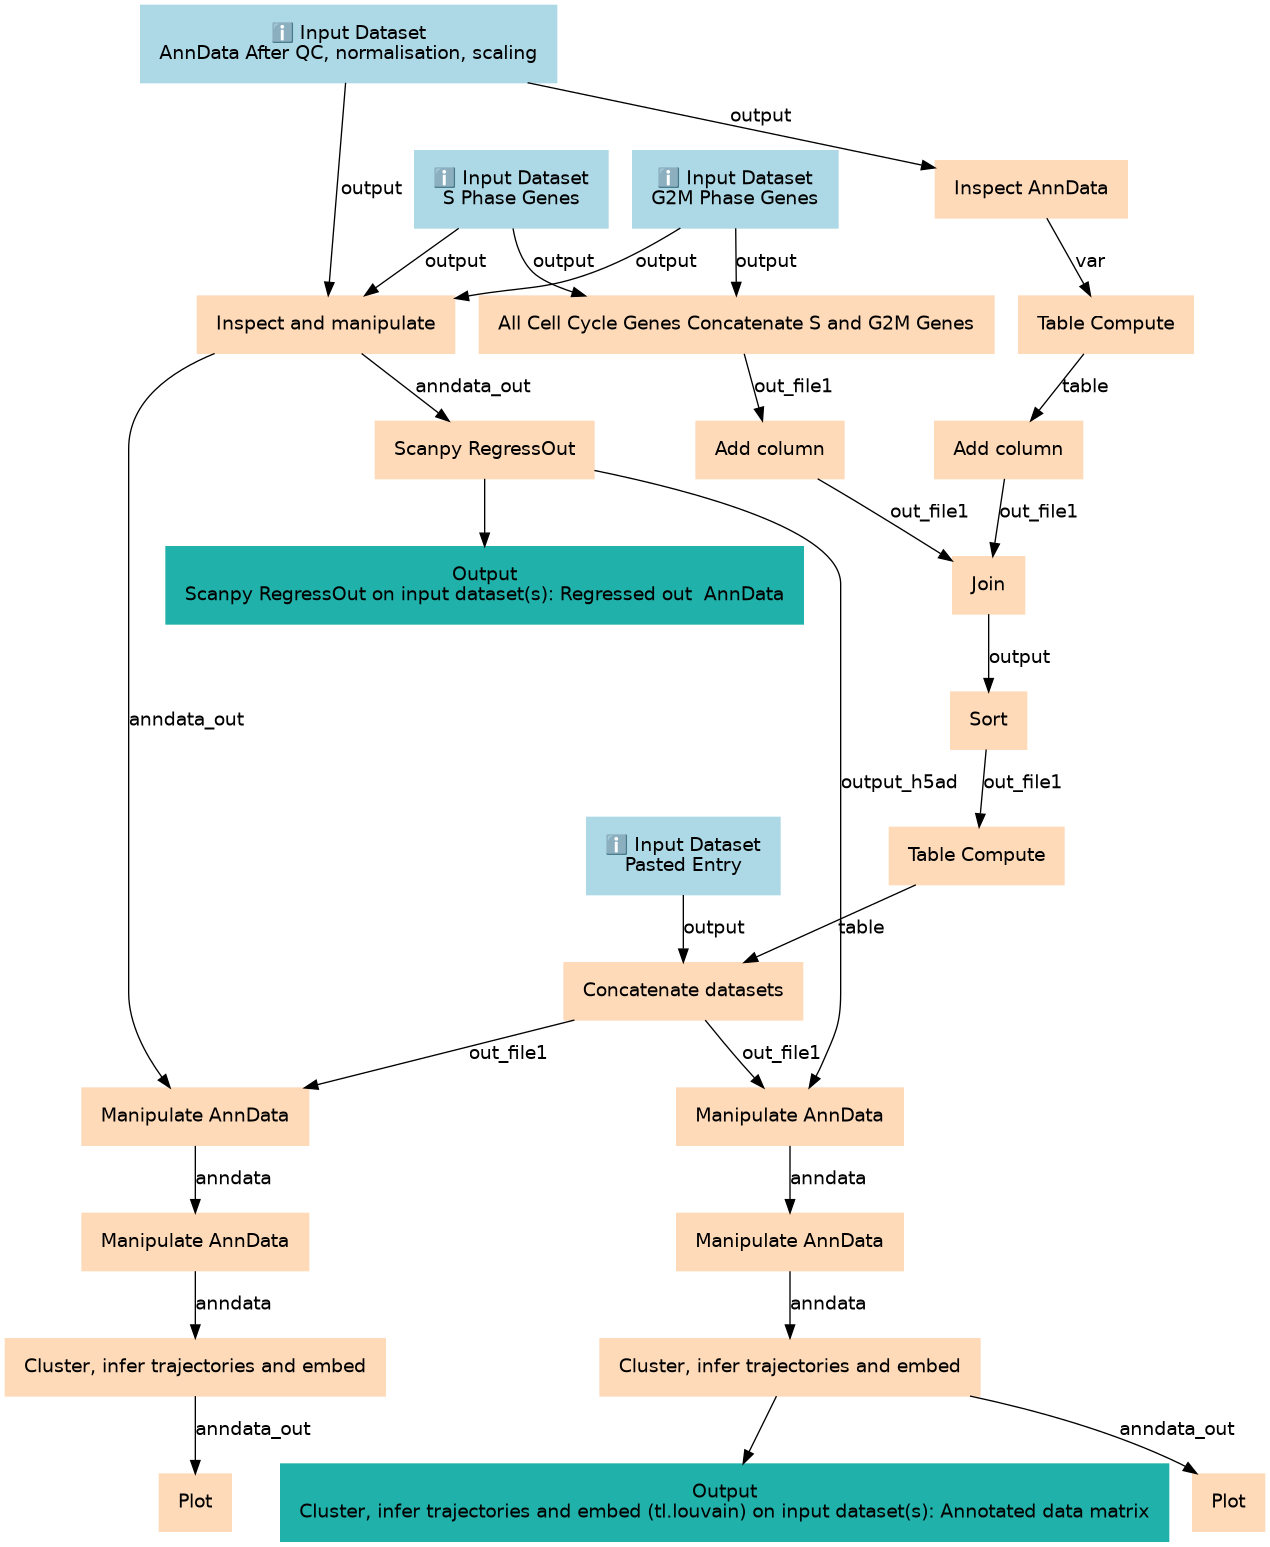 ℹ️ Input Dataset
AnnData After QC, normalisation, scaling
output
output
ℹ️ Input Dataset
S Phase Genes
ℹ️ Input Dataset
G2M Phase Genes
Inspect AnnData
output
output
output
output
var
Inspect and manipulate
All Cell Cycle Genes Concatenate S and G2M Genes
Table Compute
anndata_out
out_file1
table
Scanpy RegressOut
Add column
Add column
out_file1
out_file1
Output
Scanpy RegressOut on input dataset(s): Regressed out  AnnData
Join
output
anndata_out
Sort
output_h5ad
out_file1
ℹ️ Input Dataset
Pasted Entry
Table Compute
output
table
Concatenate datasets
out_file1
out_file1
Manipulate AnnData
Manipulate AnnData
anndata
anndata
Manipulate AnnData
Manipulate AnnData
anndata
anndata
Cluster, infer trajectories and embed
Cluster, infer trajectories and embed
anndata_out
anndata_out
Plot
Output
Cluster, infer trajectories and embed (tl.louvain) on input dataset(s): Annotated data matrix
Plot